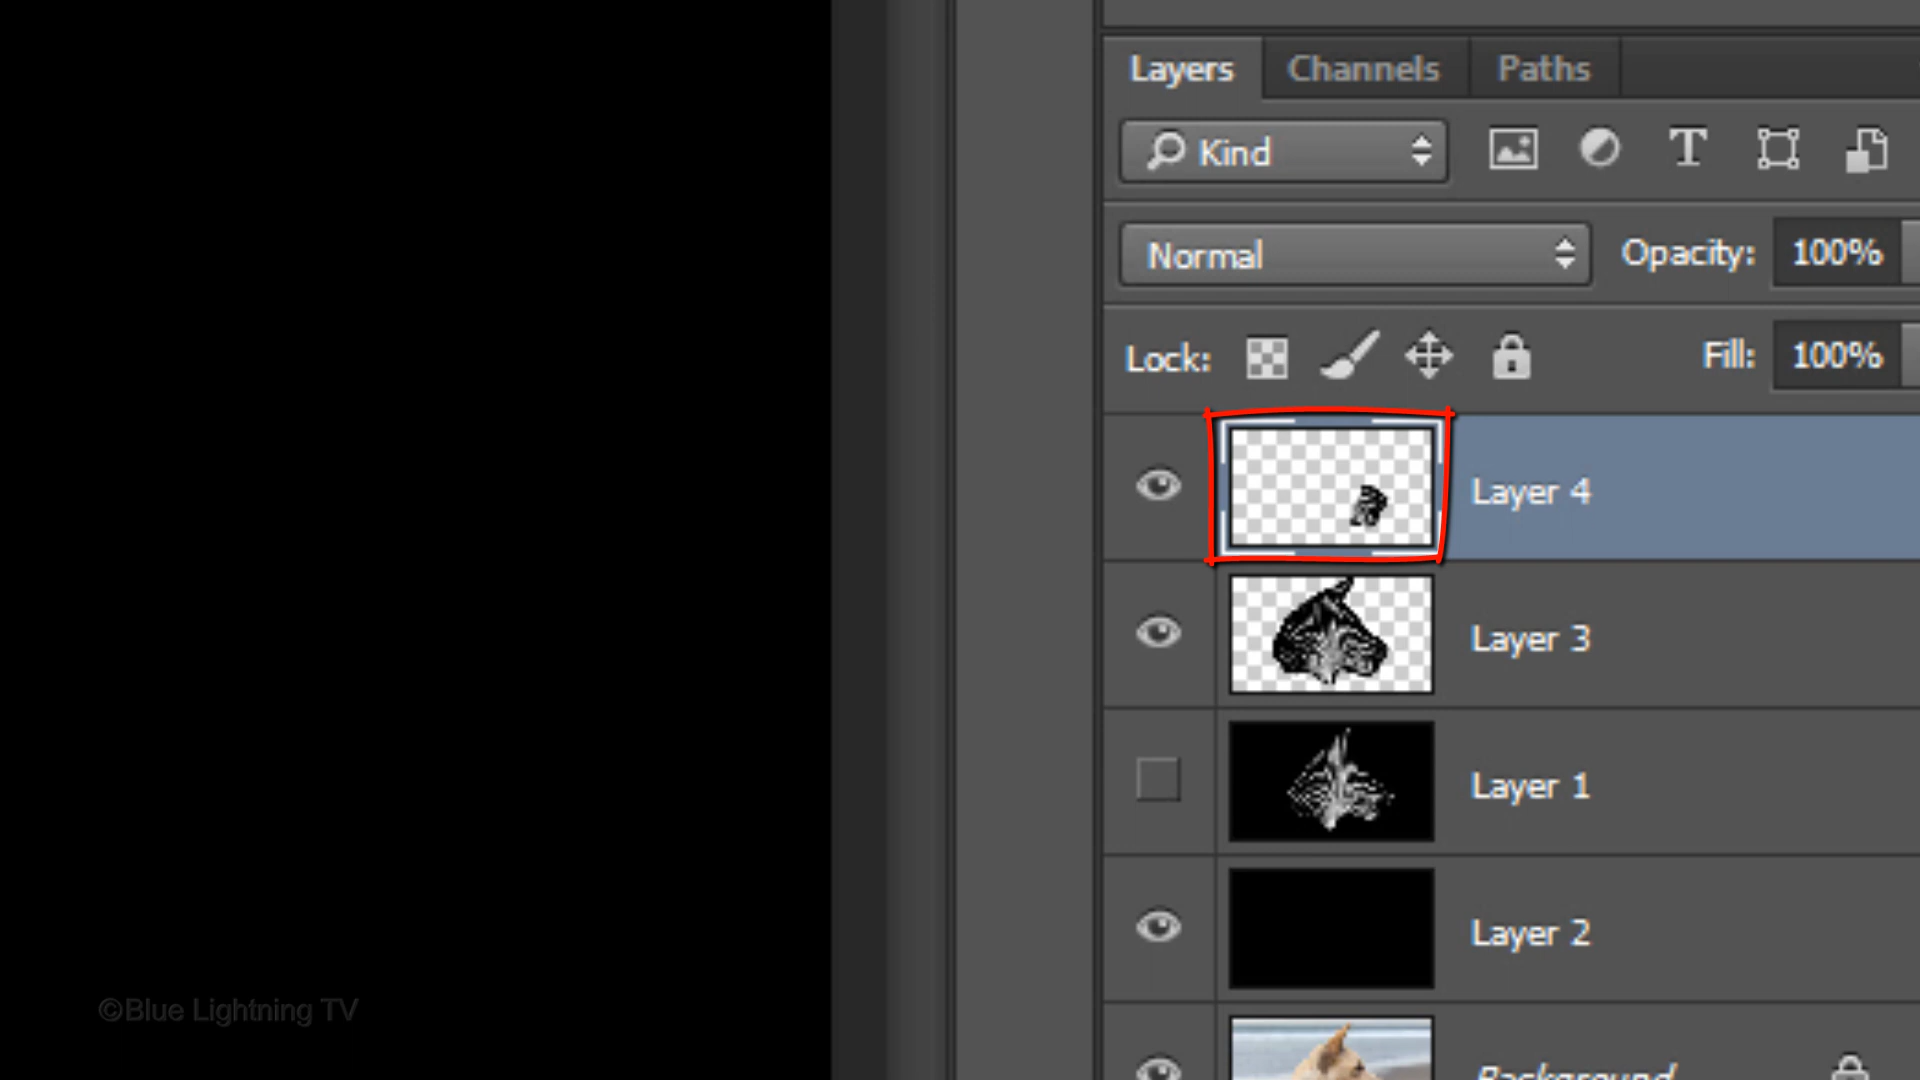 Layers Channels Paths
Kind
Normal Opacity: 100%
Lock: Fill: 100%
Layer 4
Layer 3
Layer 1
Layer 2
Background
©Blue Lightning TV